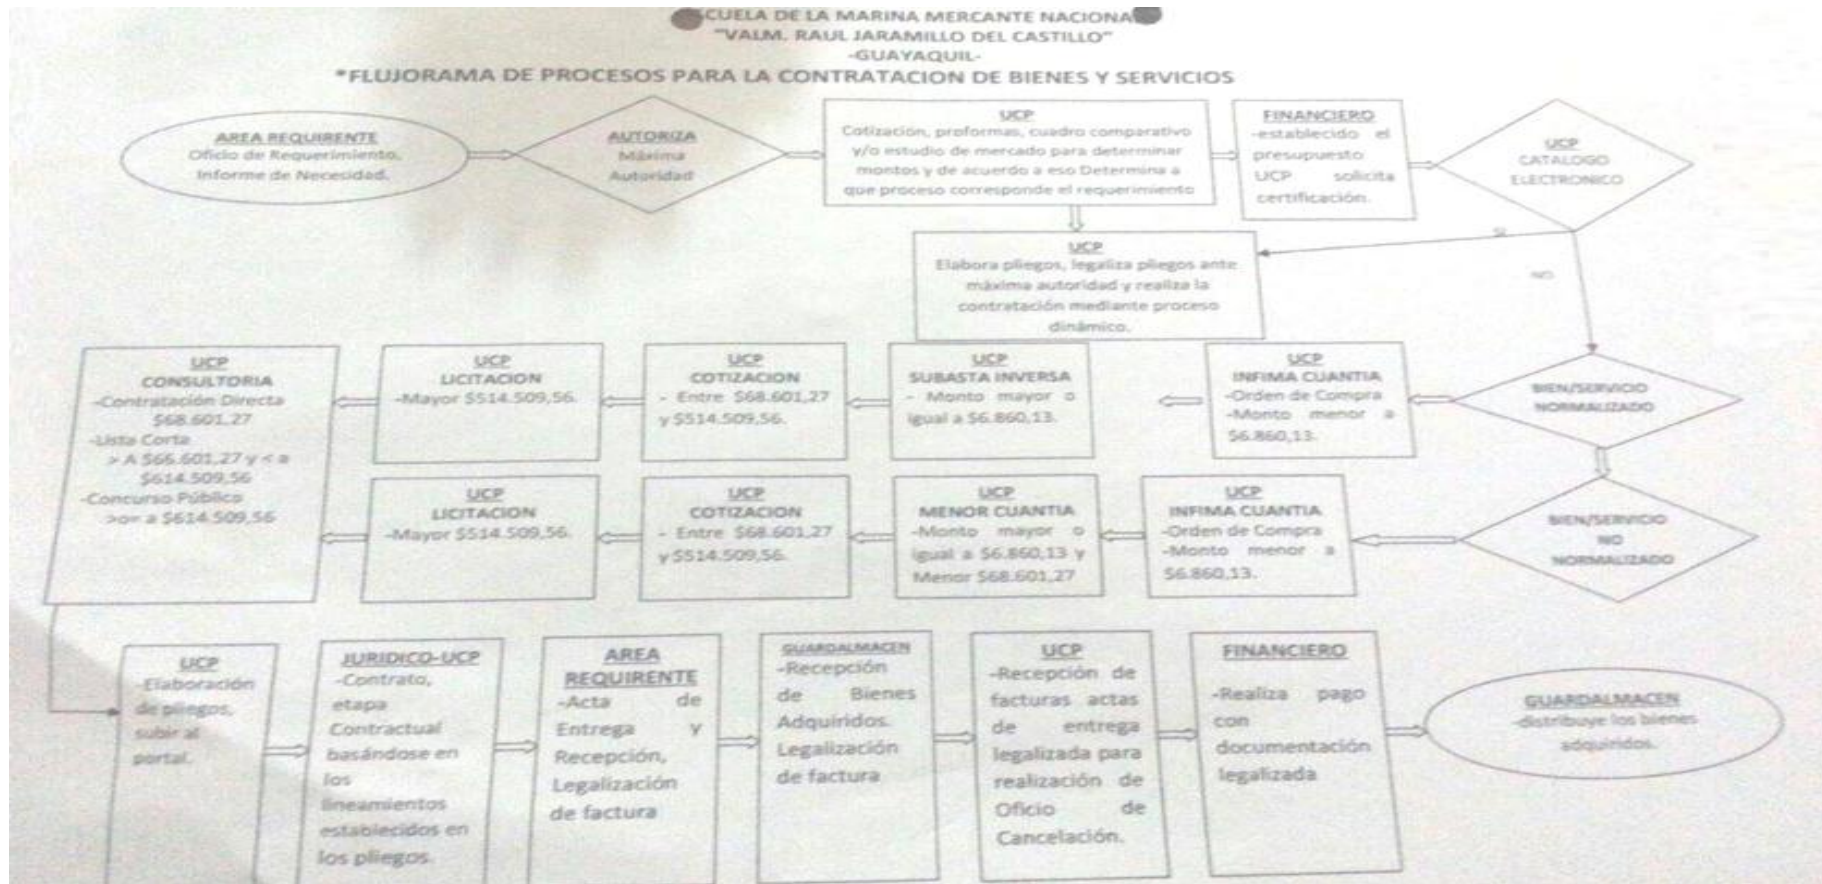 CUELA DE LA MARINA MERCANTE NACIONA
"VALM. RAUL JARAMILLO DEL CASTILLO"
-GUAYAQUIL-
*FLUJORAMA DE PROCESOS PARA LA CONTRATACION DE BIENES Y SERVICIOS
AREA REQUIRENTE
Oficio de Requerimiento,
Informe de Necesidad.
AUTORIZA
Máxima
Autoridad
UCP
Cotización, proformas, cuadro comparativo
y/o estudio de mercado para determinar
montos y de acuerdo a eso Determina a
que proceso corresponde el requerimiento
FINANCIERO
-establecido el
presupuesto
UCP solicita
certificación.
UCP
CATALOGO
ELECTRONICO
SI
NO
UCP
Elabora pliegos, legaliza pliegos ante
máxima autoridad y realiza la
contratación mediante proceso
dinámico.
UCP
CONSULTORIA
-Contratación Directa
$68.601,27
-Lista Corta
> A $66.601,27 y < a
$614.509,56
-Concurso Público
>o= a $614.509,56
UCP
LICITACION
-Mayor $514.509,56.
UCP
COTIZACION
- Entre $68.601,27
y $514.509,56.
UCP
SUBASTA INVERSA
- Monto mayor o
igual a $6.860,13.
UCP
INFIMA CUANTIA
-Orden de Compra
-Monto menor a
$6.860,13.
BIEN/SERVICIO
NORMALIZADO
UCP
LICITACION
-Mayor $514.509,56.
UCP
COTIZACION
- Entre $68.601,27
y $514.509,56.
UCP
MENOR CUANTIA
-Monto mayor o
igual a $6.860,13 y
Menor $68.601,27
UCP
INFIMA CUANTIA
-Orden de Compra
-Monto menor a
$6.860,13.
BIEN/SERVICIO
NO
NORMALIZADO
UCP
-Elaboración
de pliegos,
subir al
portal.
JURIDICO-UCP
-Contrato,
etapa
Contractual
basándose en
los
lineamientos
establecidos en
los pliegos.
AREA
REQUIRENTE
-Acta de
Entrega y
Recepción,
Legalización
de factura
GUARDALMACEN
-Recepción
de Bienes
Adquiridos.
Legalización
de factura
UCP
-Recepción de
facturas actas
de entrega
legalizada para
realización de
Oficio de
Cancelación.
FINANCIERO
-Realiza pago
con
documentación
legalizada
GUARDALMACEN
-distribuye los bienes
adquiridos.